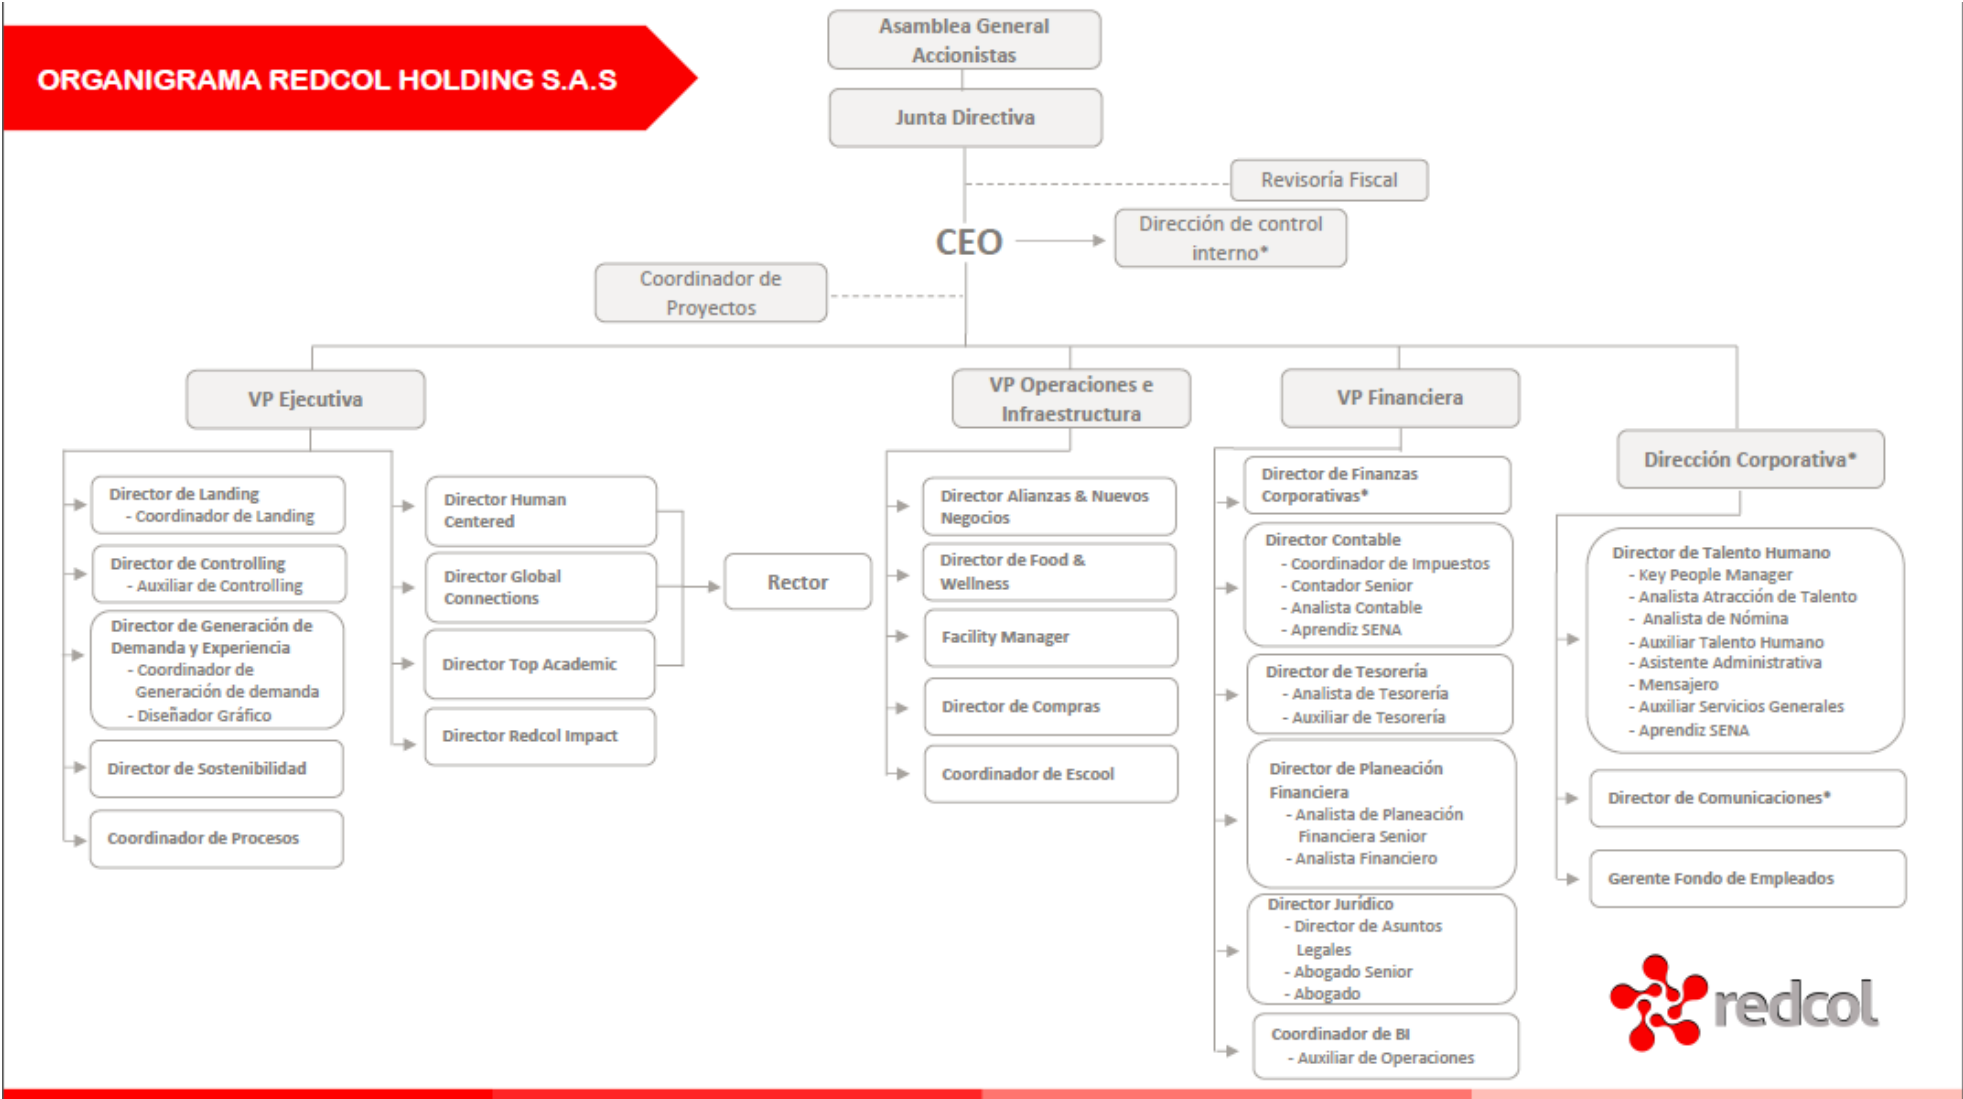 ORGANIGRAMA REDCOL HOLDING S.A.S
Asamblea General
Accionistas
Junta Directiva
Revisoría Fiscal
CEO
Dirección de control
interno*
Coordinador de
Proyectos
VP Ejecutiva
Director de Landing
- Coordinador de Landing
Director de Controlling
- Auxiliar de Controlling
Director de Generación de
Demanda y Experiencia
- Coordinador de
Generación de demanda
- Diseñador Gráfico
Director de Sostenibilidad
Coordinador de Procesos
Director Human
Centered
Director Global
Connections
Director Top Academic
Director Redcol Impact
Rector
VP Operaciones e
Infraestructura
Director Alianzas & Nuevos
Negocios
Director de Food &
Wellness
Facility Manager
Director de Compras
Coordinador de Escool
VP Financiera
Director de Finanzas
Corporativas*
Director Contable
- Coordinador de Impuestos
- Contador Senior
- Analista Contable
- Aprendiz SENA
Director de Tesorería
- Analista de Tesorería
- Auxiliar de Tesorería
Director de Planeación
Financiera
- Analista de Planeación
Financiera Senior
- Analista Financiero
Director Jurídico
- Director de Asuntos
Legales
- Abogado Senior
- Abogado
Coordinador de BI
- Auxiliar de Operaciones
Dirección Corporativa*
Director de Talento Humano
- Key People Manager
- Analista Atracción de Talento
- Analista de Nómina
- Auxiliar Talento Humano
- Asistente Administrativa
- Mensajero
- Auxiliar Servicios Generales
- Aprendiz SENA
Director de Comunicaciones*
Gerente Fondo de Empleados
redcol